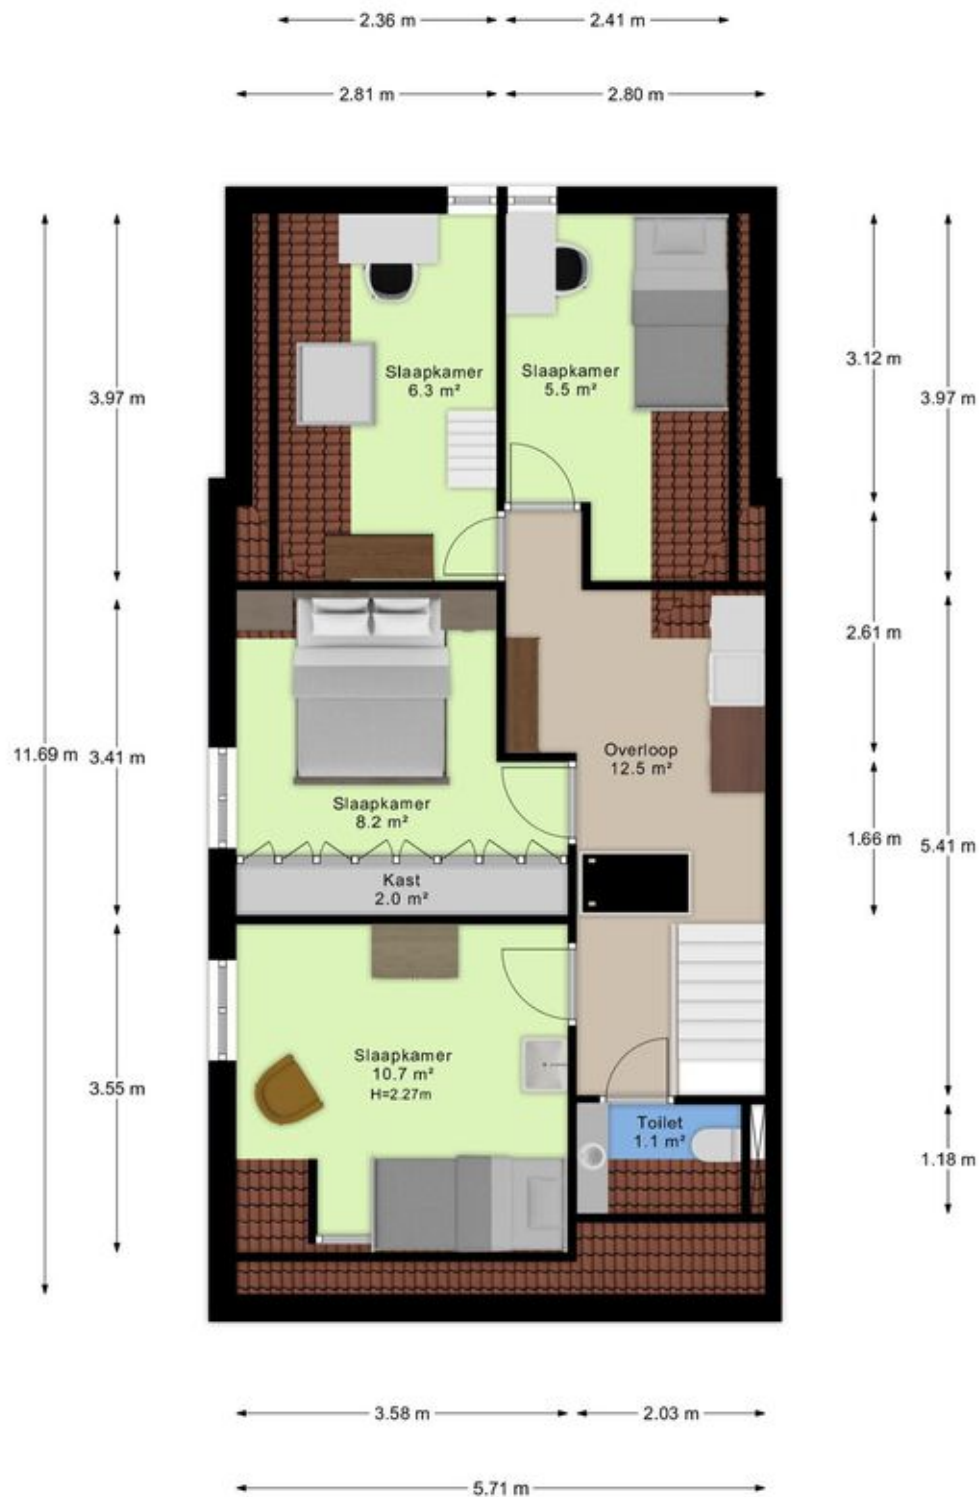 2.36 m
2.41 m
2.81 m
2.80 m
3.12 m
3.97 m
3.97 m
Slaapkamer
6.3 m²
Slaapkamer
5.5 m²
2.61 m
11.69 m
3.41 m
Overloop
12.5 m²
Slaapkamer
8.2 m²
1.66 m
5.41 m
Kast
2.0 m²
Slaapkamer
10.7 m²
H=2.27m
3.55 m
Toilet
1.1 m²
1.18 m
3.58 m
2.03 m
5.71 m